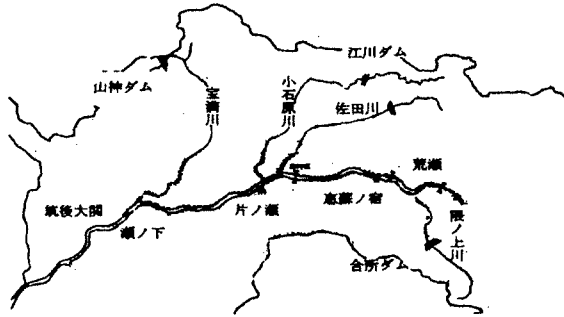 江川ダム
山神ダム
宝満川
小石原川
佐田川
荒瀬
筑後大閘
瀬ノ下
片ノ瀬
恵蘇ノ宿
隈ノ上川
合所ダム